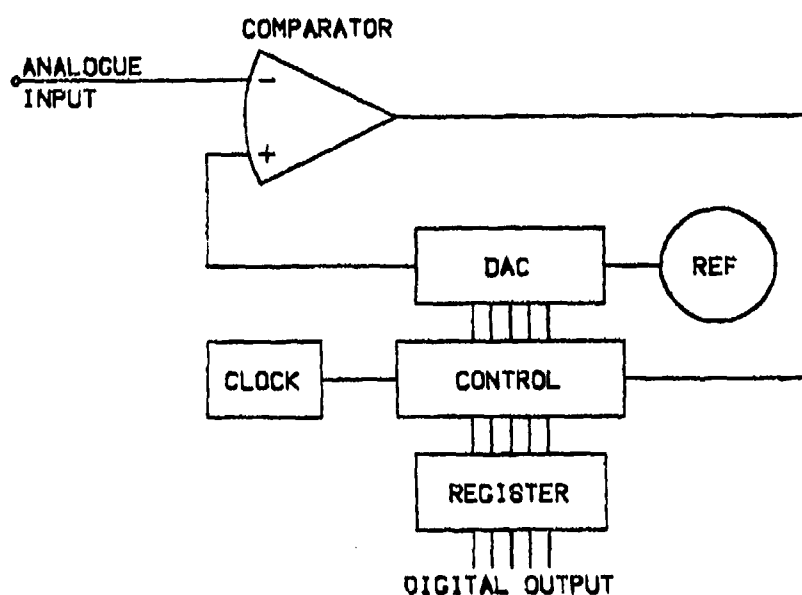 COMPARATOR
ANALOGUE
INPUT
-
+
DAC
REF
CLOCK
CONTROL
REGISTER
DIGITAL OUTPUT